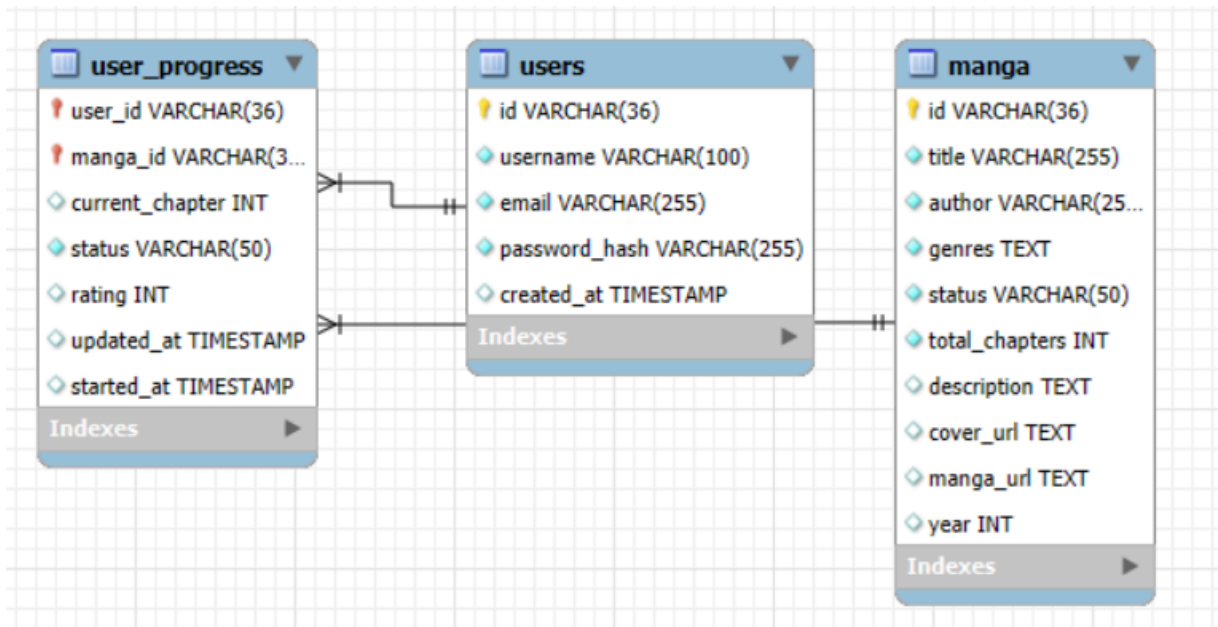 user_progress
user_id VARCHAR(36)
manga_id VARCHAR(3...
current_chapter INT
status VARCHAR(50)
rating INT
updated_at TIMESTAMP
started_at TIMESTAMP
Indexes
users
id VARCHAR(36)
username VARCHAR(100)
email VARCHAR(255)
password_hash VARCHAR(255)
created_at TIMESTAMP
Indexes
manga
id VARCHAR(36)
title VARCHAR(255)
author VARCHAR(25...
genres TEXT
status VARCHAR(50)
total_chapters INT
description TEXT
cover_url TEXT
manga_url TEXT
year INT
Indexes